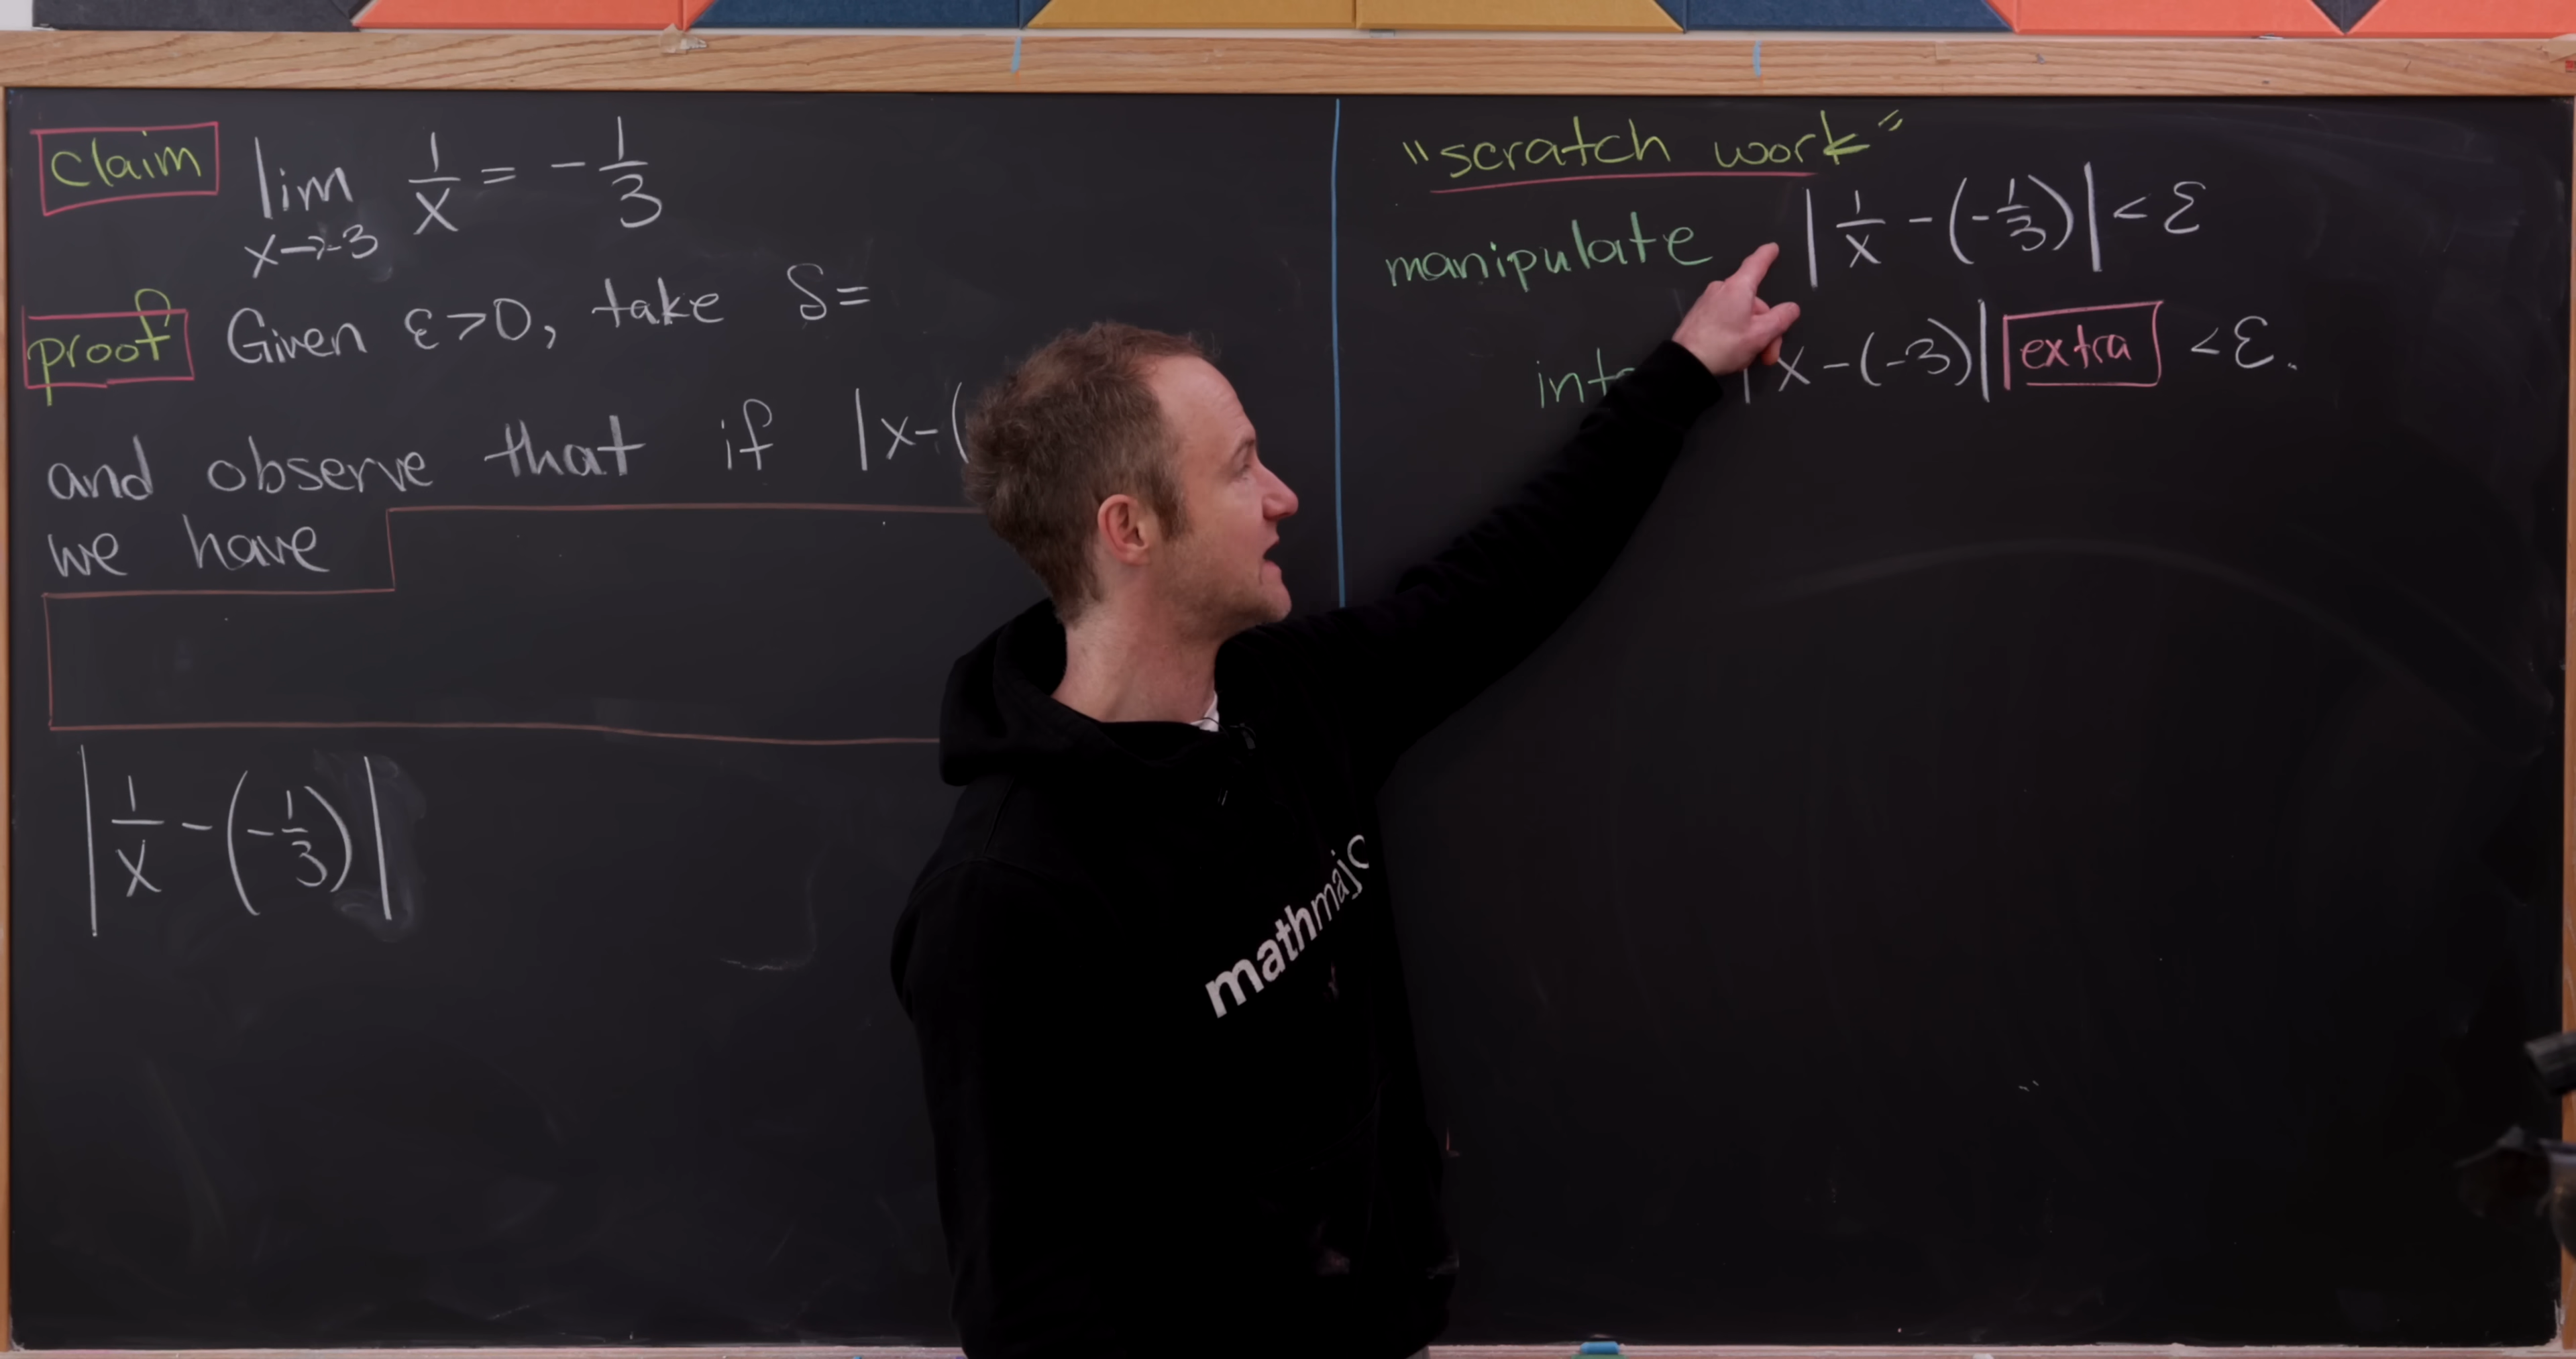 claim lim x→-3 1/x = -1/3
proof Given ε>0, take δ=
and observe that if |x-(
we have
|1/x - (-1/3)|
"scratch work"
manipulate |1/x - (-1/3)| < ε
|x-(-3)| extra < ε.
mathmajo